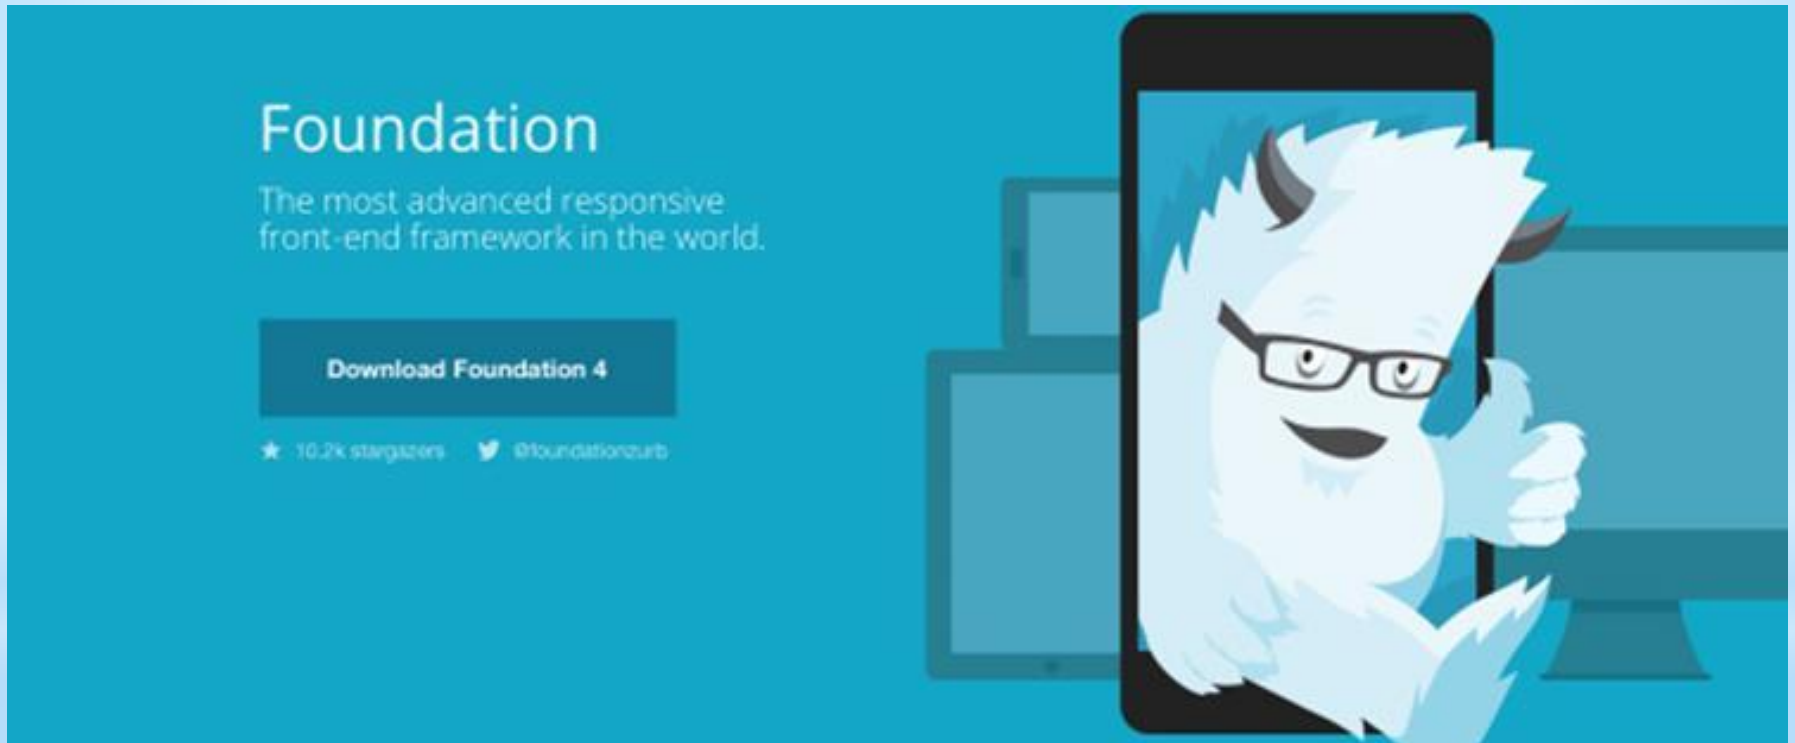 Foundation
The most advanced responsive
front-end framework in the world.
Download Foundation 4
10.2k stargazers @foundationzurb